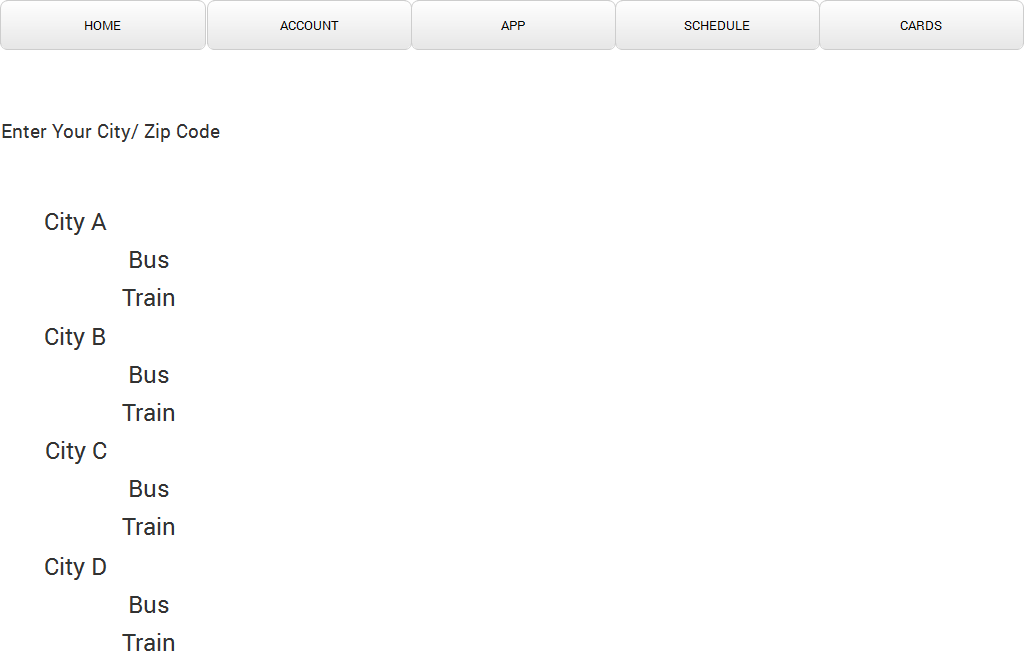 HOME ACCOUNT APP SCHEDULE CARDS
Enter Your City/ Zip Code
City A
Bus
Train
City B
Bus
Train
City C
Bus
Train
City D
Bus
Train